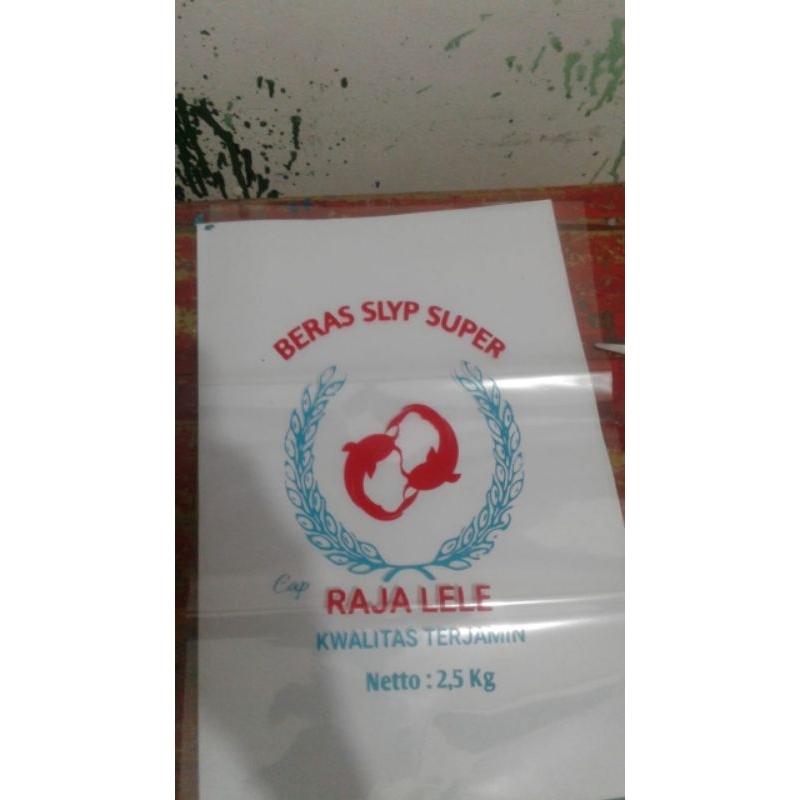 BERAS SLYP SUPER
Cap
RAJA LELE
KWALITAS TERJAMIN
Netto : 2,5 Kg